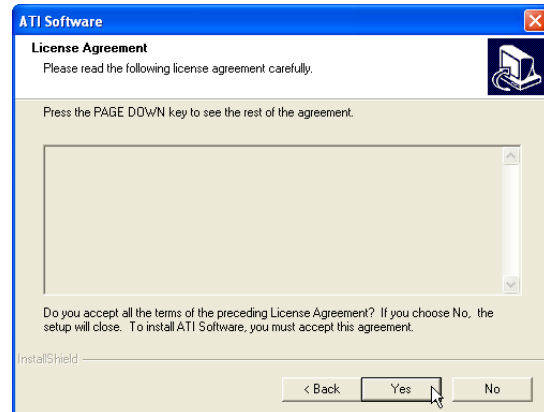 ATI Software
License Agreement
Please read the following license agreement carefully.
Press the PAGE DOWN key to see the rest of the agreement.
Do you accept all the terms of the preceding License Agreement? If you choose No, the
setup will close. To install ATI Software, you must accept this agreement.
InstallShield
< Back Yes No